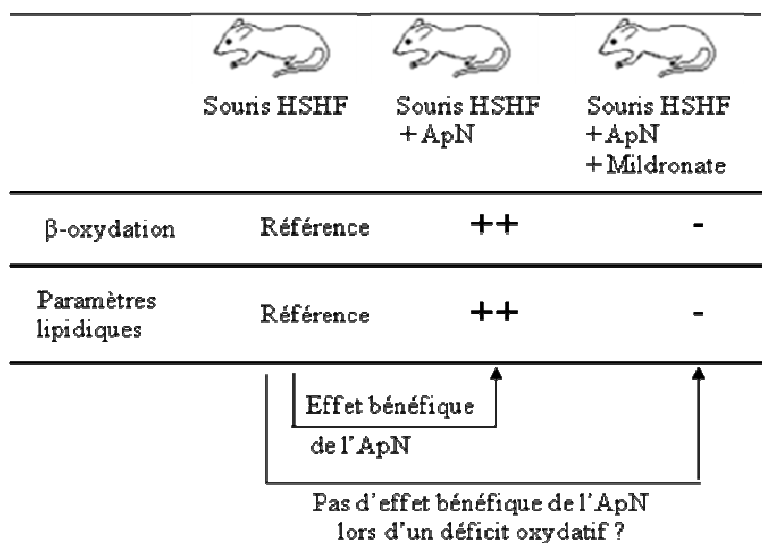 Souris HSHF
Souris HSHF
+ ApN
Souris HSHF
+ ApN
+ Mildronate
β-oxydation Référence ++ -
Paramètres
lipidiques
Référence ++ -
Effet bénéfique
de l'ApN
Pas d'effet bénéfique de l'ApN
lors d'un déficit oxydatif ?